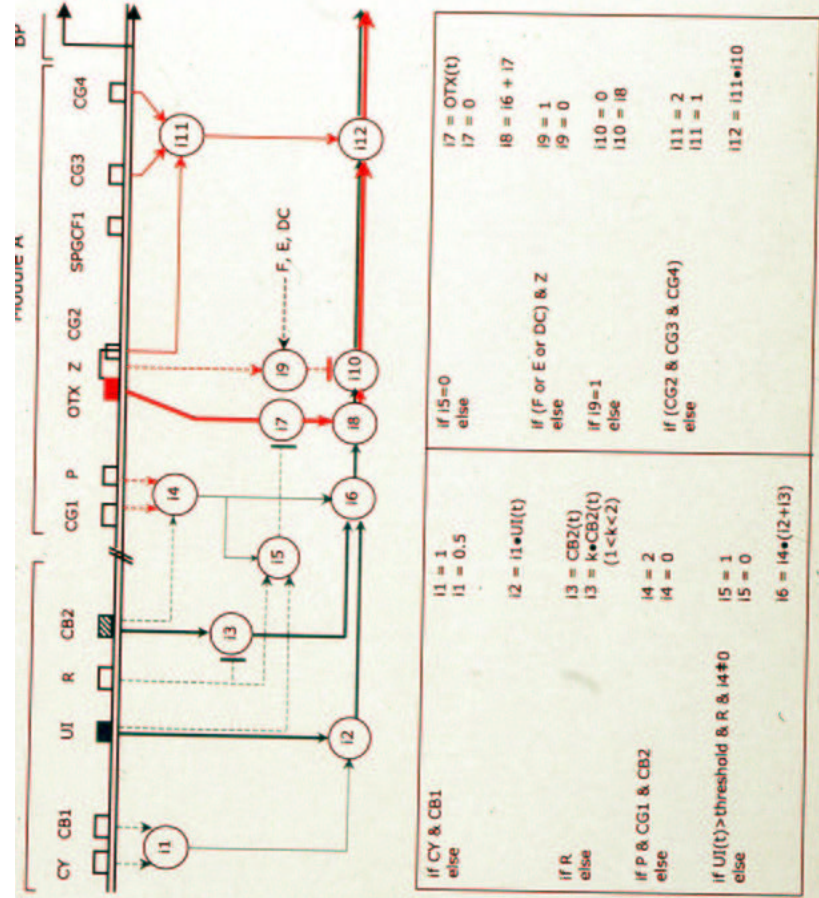 Module A
BP
CY CB1 UI R CB2 CG1 P OTX Z CG2 SPGCF1 CG3 CG4
i1
i2
i3
i4
i5
i6
i7
i8
i9
F, E, DC
i10
i11
i12
if CY & CB1 i1 = 1
else i1 = 0.5
i2 = i1•UI(t)
if R i3 = CB2(t)
else i3 = k•CB2(t)
(1<k<2)
if P & CG1 & CB2 i4 = 2
else i4 = 0
if UI(t)>threshold & R & i4≠0 i5 = 1
else i5 = 0
i6 = i4•(i2+i3)
if i5=0 i7 = OTX(t)
else i7 = 0
i8 = i6 + i7
if (F or E or DC) & Z i9 = 1
else i9 = 0
if i9=1 i10 = 0
else i10 = i8
if (CG2 & CG3 & CG4) i11 = 2
else i11 = 1
i12 = i11•i10